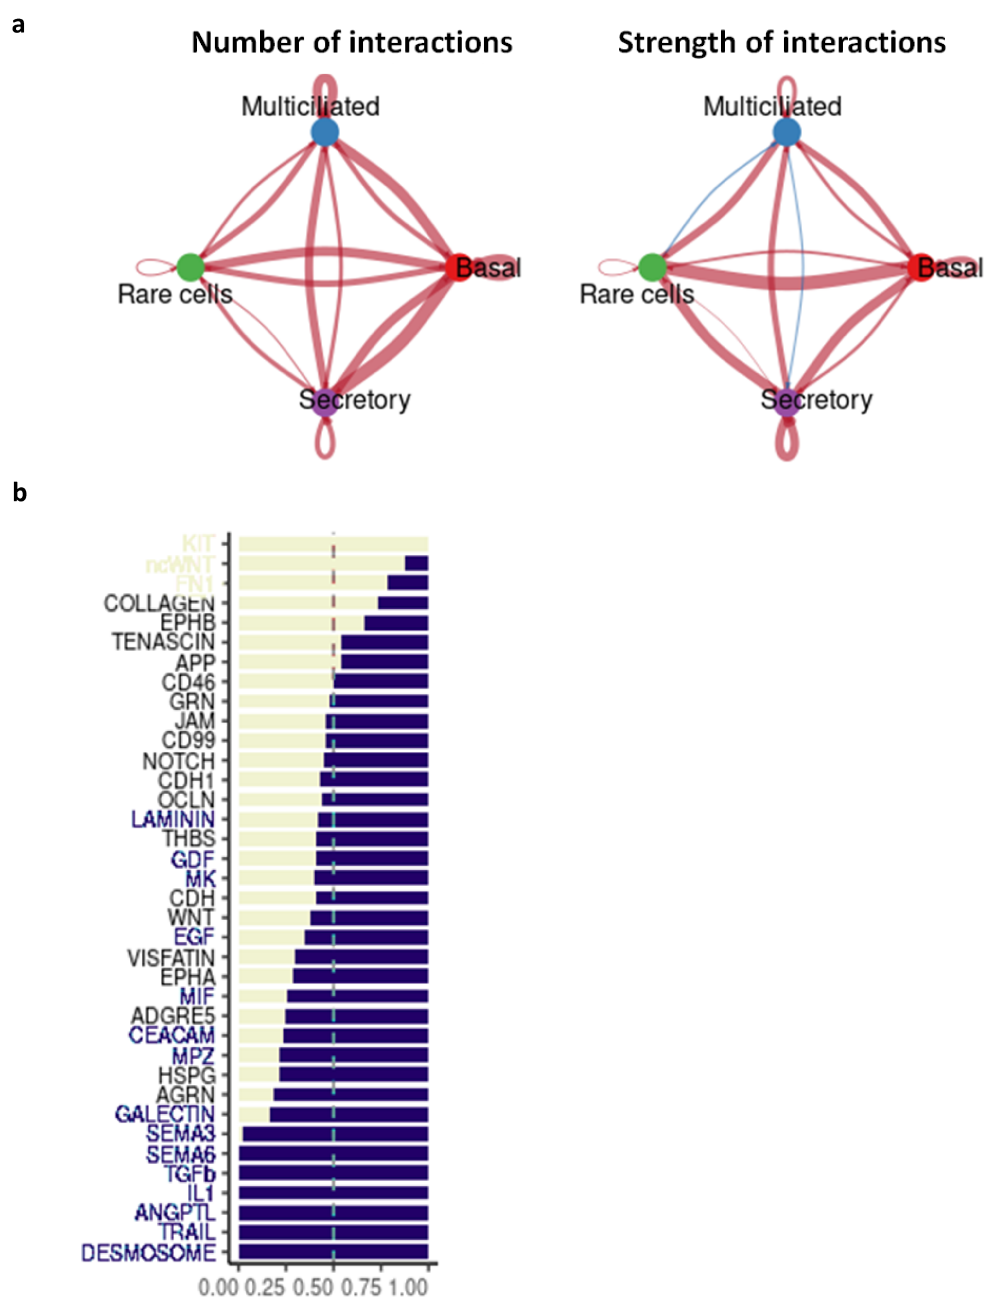 a
Number of interactions
Strength of interactions
Multiciliated
Rare cells
Basal
Secretory
Multiciliated
Rare cells
Basal
Secretory
b
KIT
ncWNT
FN1
COLLAGEN
EPHB
TENASCIN
APP
CD46
GRN
JAM
CD99
NOTCH
CDH1
OCLN
LAMININ
THBS
GDF
MK
CDH
WNT
EGF
VISFATIN
EPHA
MIF
ADGRE5
CEACAM
MPZ
HSPG
AGRN
GALECTIN
SEMA3
SEMA6
TGFb
IL1
ANGPTL
TRAIL
DESMOSOME
0.00 0.25 0.50 0.75 1.00